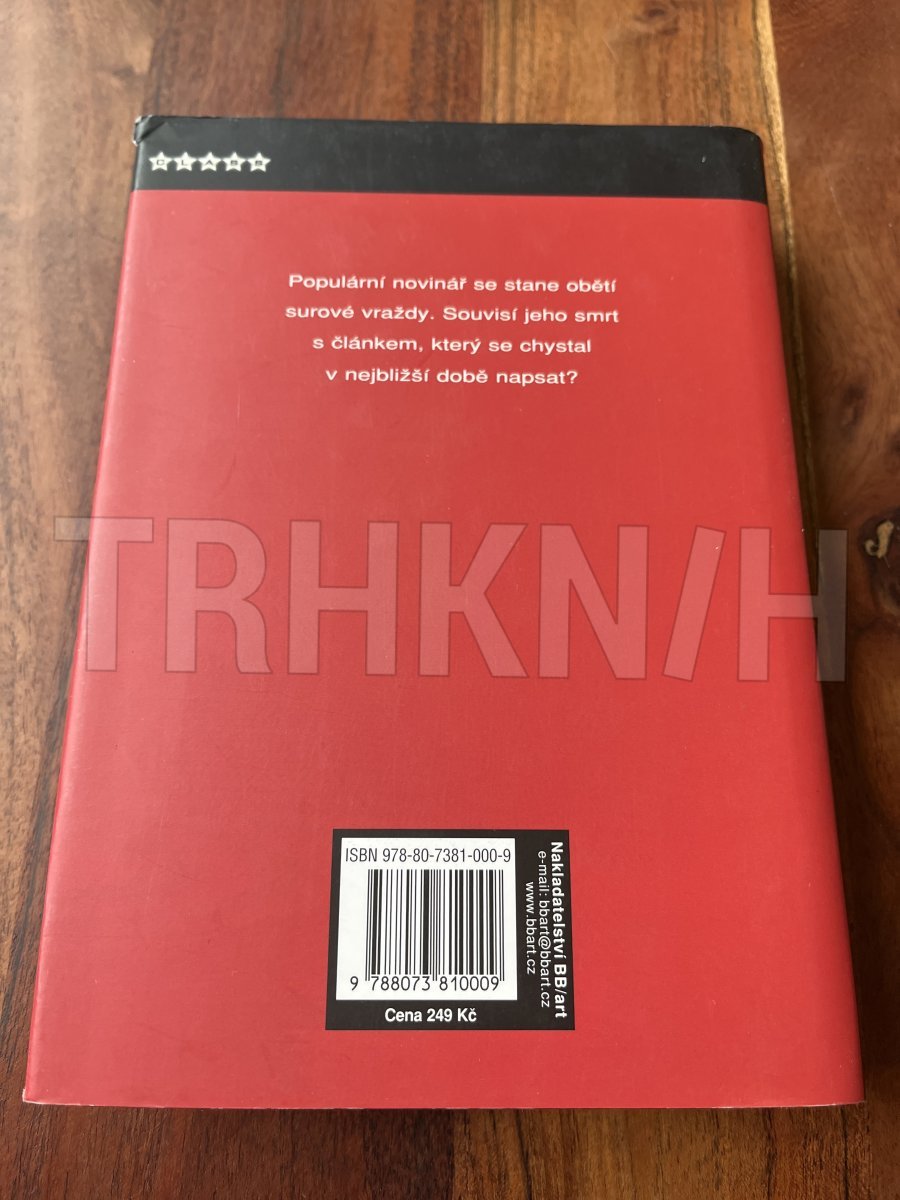 CLASS
Populární novinář se stane obětí
surové vraždy. Souvisí jeho smrt
s článkem, který se chystal
v nejbližší době napsat?
TRHKN/H
ISBN 978-80-7381-000-9
9 788073 810009
Cena 249 Kč
Nakladatelství BB/art
e-mail: bbart@bbart.cz
www.bbart.cz